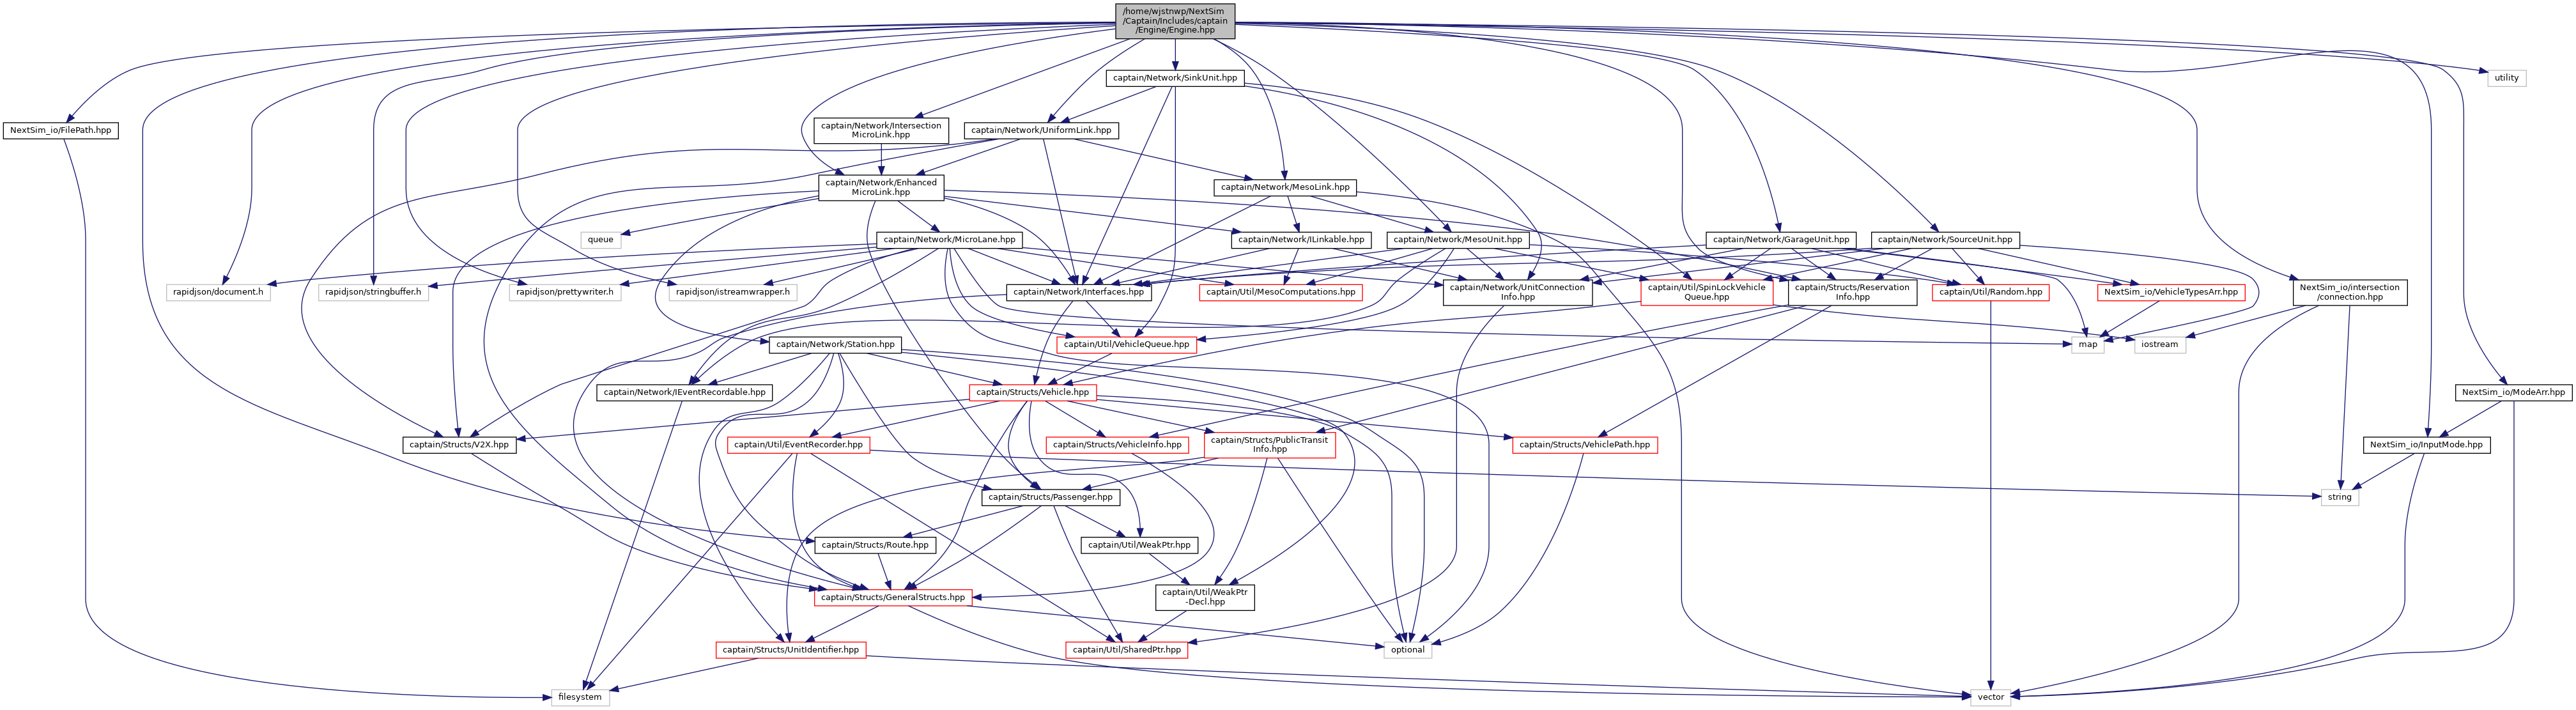 /home/wjstnwp/NextSim
/Captain/Includes/captain
/Engine/Engine.hpp
captain/Network/SinkUnit.hpp
utility
NextSim_io/FilePath.hpp
captain/Network/Intersection
MicroLink.hpp
captain/Network/UniformLink.hpp
captain/Network/Enhanced
MicroLink.hpp
captain/Network/MesoLink.hpp
queue
captain/Network/MicroLane.hpp
captain/Network/ILinkable.hpp
captain/Network/MesoUnit.hpp
captain/Network/GarageUnit.hpp
captain/Network/SourceUnit.hpp
rapidjson/document.h
rapidjson/stringbuffer.h
rapidjson/prettywriter.h
rapidjson/istreamwrapper.h
captain/Network/Interfaces.hpp
captain/Util/MesoComputations.hpp
captain/Network/UnitConnection
Info.hpp
captain/Util/SpinLockVehicle
Queue.hpp
captain/Structs/Reservation
Info.hpp
captain/Util/Random.hpp
NextSim_io/VehicleTypesArr.hpp
NextSim_io/intersection
/connection.hpp
captain/Network/Station.hpp
captain/Util/VehicleQueue.hpp
map
iostream
captain/Network/IEventRecordable.hpp
captain/Structs/Vehicle.hpp
NextSim_io/ModeArr.hpp
captain/Structs/V2X.hpp
captain/Util/EventRecorder.hpp
captain/Structs/VehicleInfo.hpp
captain/Structs/PublicTransit
Info.hpp
captain/Structs/VehiclePath.hpp
NextSim_io/InputMode.hpp
captain/Structs/Passenger.hpp
string
captain/Structs/Route.hpp
captain/Util/WeakPtr.hpp
captain/Structs/GeneralStructs.hpp
captain/Util/WeakPtr
-Decl.hpp
captain/Structs/UnitIdentifier.hpp
captain/Util/SharedPtr.hpp
optional
filesystem
vector